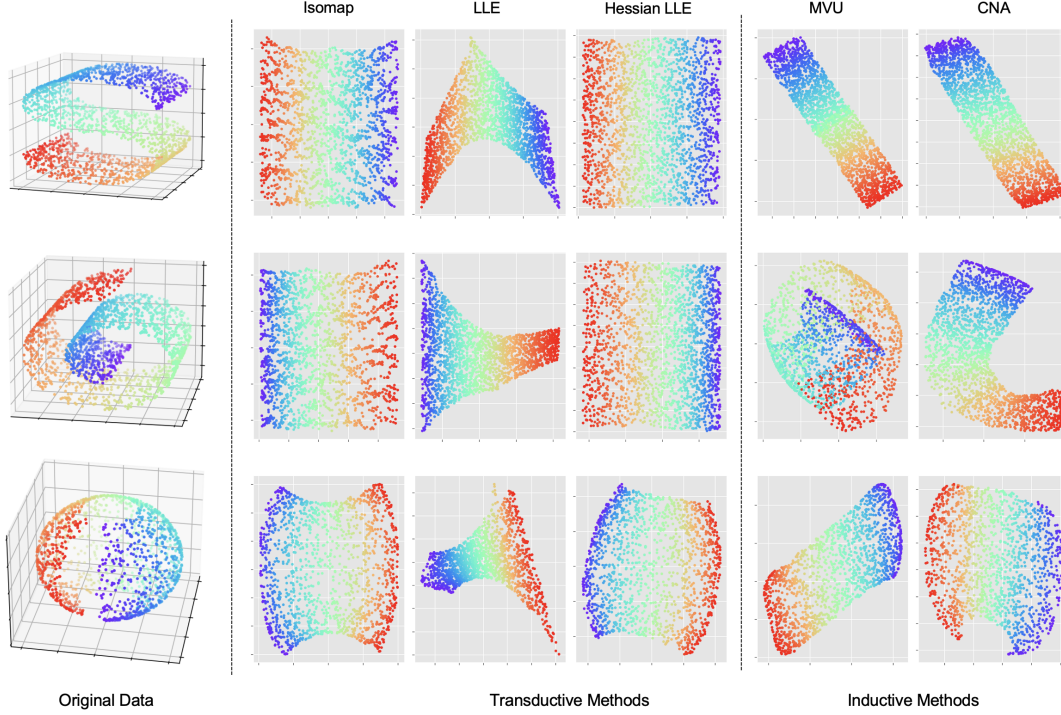 Isomap LLE Hessian LLE MVU CNA
Original Data Transductive Methods Inductive Methods